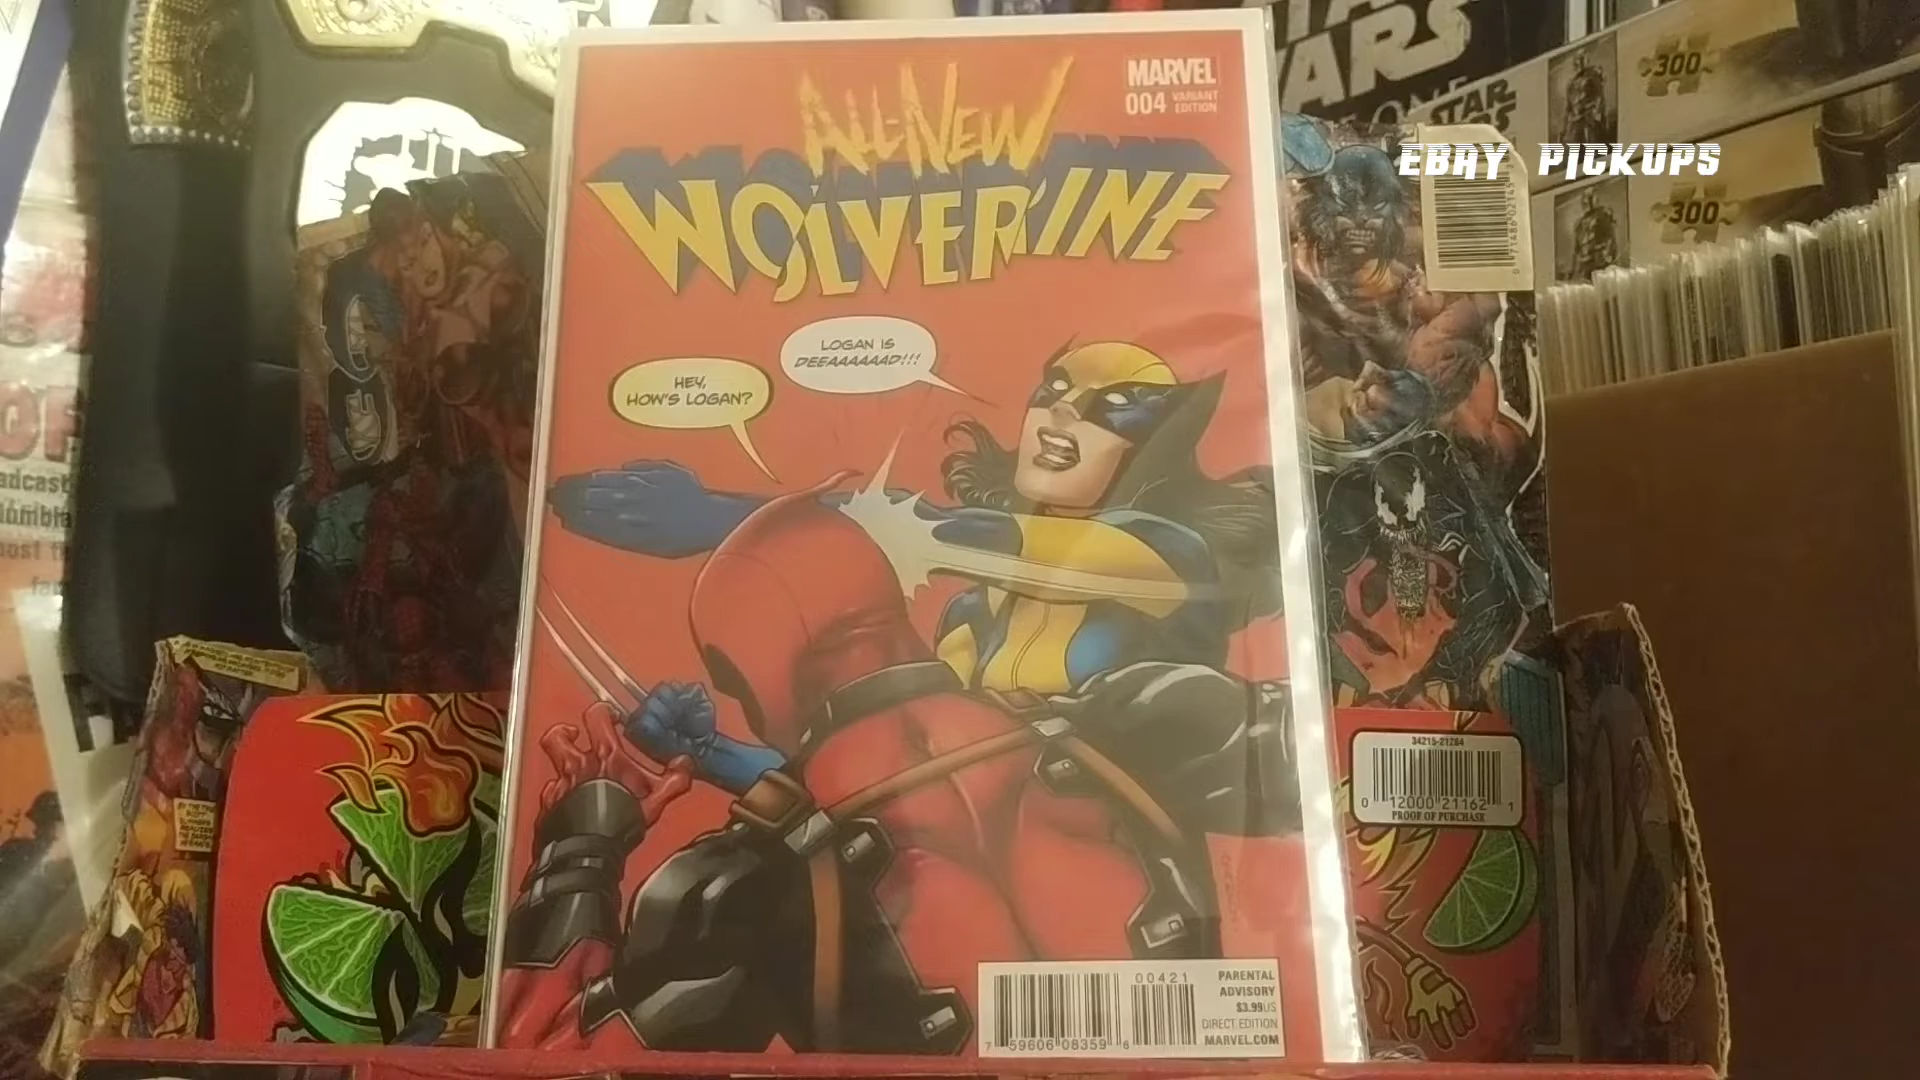 ALL-NEW
WOLVERINE
MARVEL
004 VARIANT
EDITION
EBAY PICKUPS
STAR
WARS
STAR
WARS
300
300
LOGAN IS
DEEAAAAAAD!!!
HEY,
HOW'S LOGAN?
34215-21284
0 12000 21162 1
PROOF OF PURCHASE
00421
PARENTAL
ADVISORY
$3.99US
DIRECT EDITION
MARVEL.COM
7 59606 08359 6